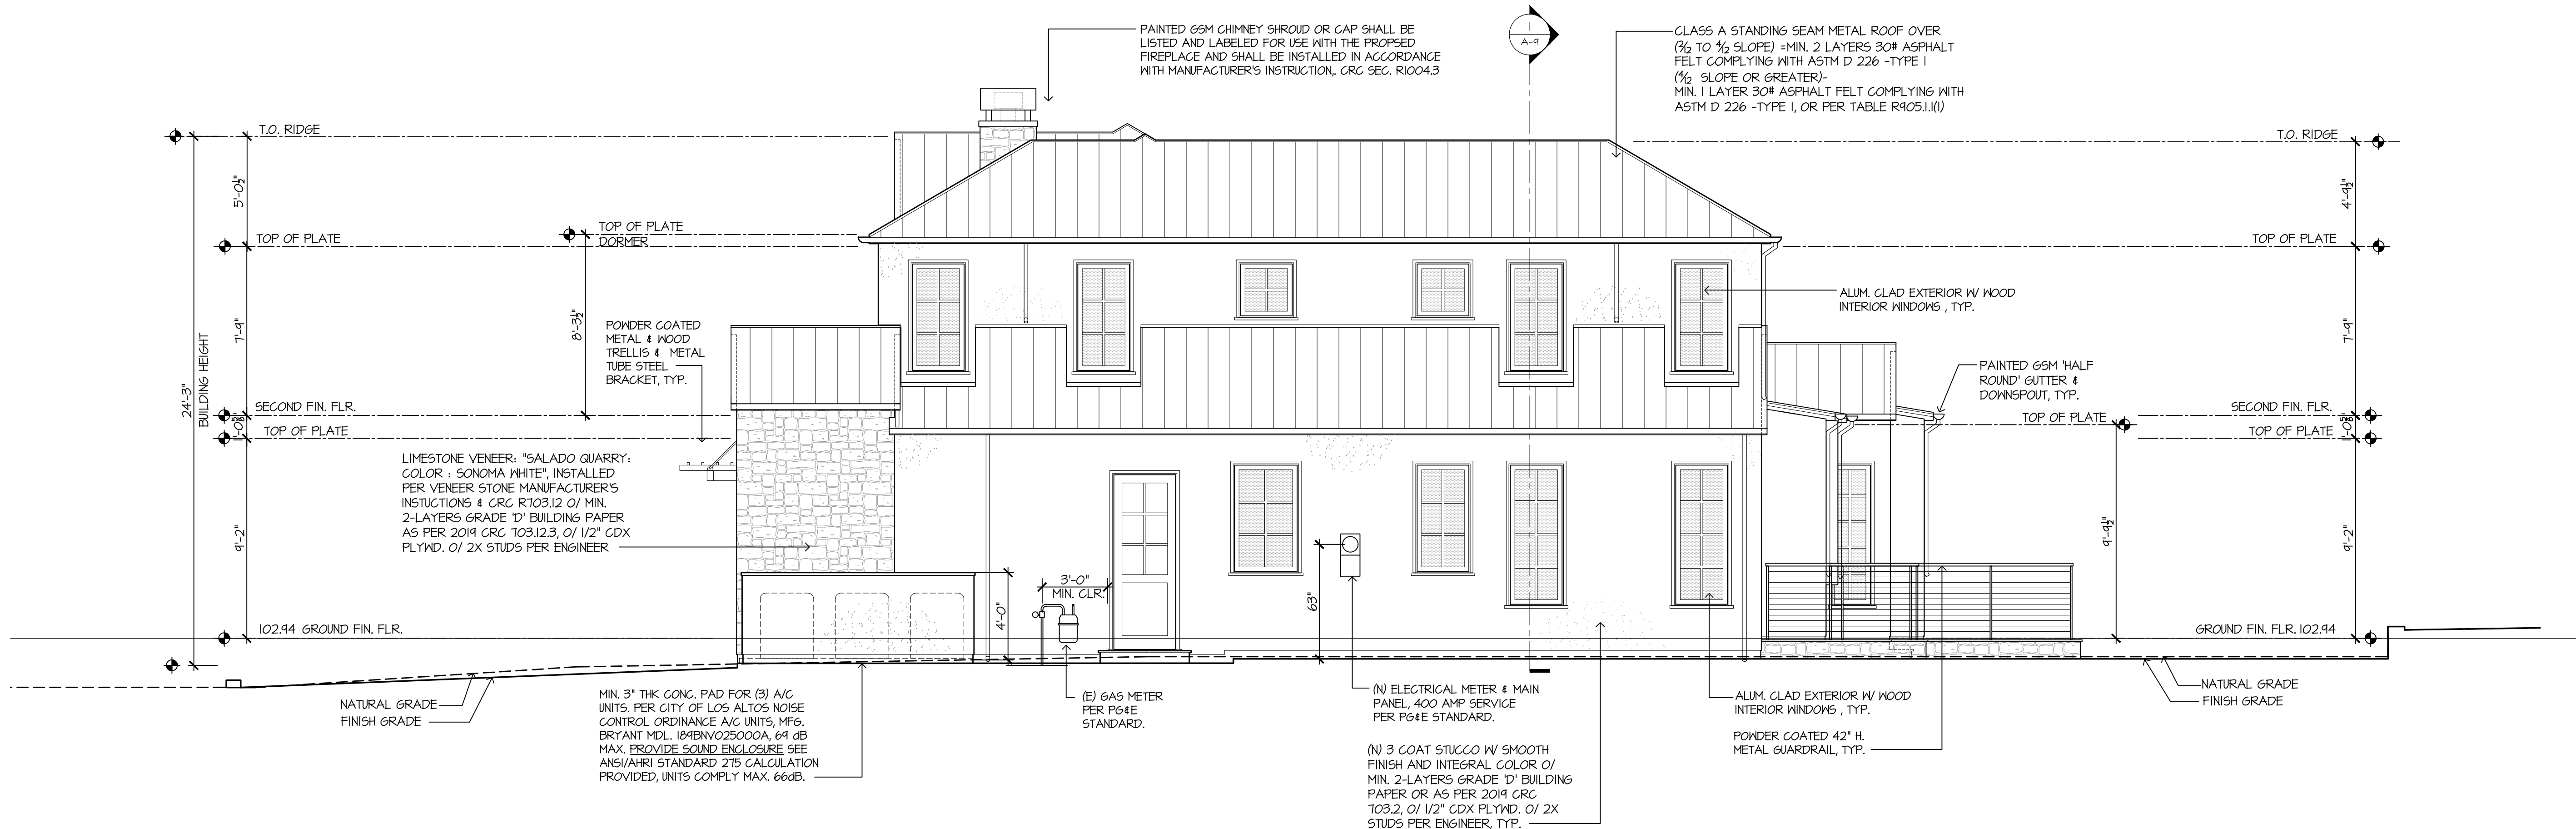 PAINTED GSM CHIMNEY SHROUD OR CAP SHALL BE
LISTED AND LABELED FOR USE WITH THE PROPSED
FIREPLACE AND SHALL BE INSTALLED IN ACCORDANCE
WITH MANUFACTURER'S INSTRUCTION,. CRC SEC. R1004.3
A-9
CLASS A STANDING SEAM METAL ROOF OVER
(2/12 TO 4/12 SLOPE) =MIN. 2 LAYERS 30# ASPHALT
FELT COMPLYING WITH ASTM D 226 -TYPE 1
(4/12 SLOPE OR GREATER)-
MIN. 1 LAYER 30# ASPHALT FELT COMPLYING WITH
ASTM D 226 -TYPE 1, OR PER TABLE R905.1.1(1)
T.O. RIDGE
T.O. RIDGE
5'-0½"
4'-9½"
TOP OF PLATE
DORMER
TOP OF PLATE
TOP OF PLATE
ALUM. CLAD EXTERIOR W/ WOOD
INTERIOR WINDOWS , TYP.
POWDER COATED
METAL & WOOD
TRELLIS & METAL
TUBE STEEL
BRACKET, TYP.
8'-3½"
7'-9"
7'-9"
24'-3"
BUILDING HEIGHT
PAINTED GSM 'HALF
ROUND' GUTTER &
DOWNSPOUT, TYP.
SECOND FIN. FLR.
SECOND FIN. FLR.
TOP OF PLATE
TOP OF PLATE
TOP OF PLATE
LIMESTONE VENEER: "SALADO QUARRY:
COLOR : SONOMA WHITE", INSTALLED
PER VENEER STONE MANUFACTURER'S
INSTUCTIONS & CRC R703.12 O/ MIN.
2-LAYERS GRADE 'D' BUILDING PAPER
AS PER 2019 CRC 703.12.3, O/ 1/2" CDX
PLYWD. O/ 2X STUDS PER ENGINEER
9'-2"
9'-9½"
9'-2"
3'-0"
MIN. CLR.
4'-0"
63"
102.94 GROUND FIN. FLR.
GROUND FIN. FLR. 102.94
NATURAL GRADE
FINISH GRADE
NATURAL GRADE
FINISH GRADE
MIN. 3" THK CONC. PAD FOR (3) A/C
UNITS. PER CITY OF LOS ALTOS NOISE
CONTROL ORDINANCE A/C UNITS, MFG.
BRYANT MDL. 189BNV025000A, 69 dB
MAX. PROVIDE SOUND ENCLOSURE SEE
ANSI/AHRI STANDARD 275 CALCULATION
PROVIDED, UNITS COMPLY MAX. 66dB.
(E) GAS METER
PER PG&E
STANDARD.
(N) ELECTRICAL METER & MAIN
PANEL, 400 AMP SERVICE
PER PG&E STANDARD.
(N) 3 COAT STUCCO W/ SMOOTH
FINISH AND INTEGRAL COLOR O/
MIN. 2-LAYERS GRADE 'D' BUILDING
PAPER OR AS PER 2019 CRC
703.2, O/ 1/2" CDX PLYWD. O/ 2X
STUDS PER ENGINEER, TYP.
ALUM. CLAD EXTERIOR W/ WOOD
INTERIOR WINDOWS , TYP.
POWDER COATED 42" H.
METAL GUARDRAIL, TYP.